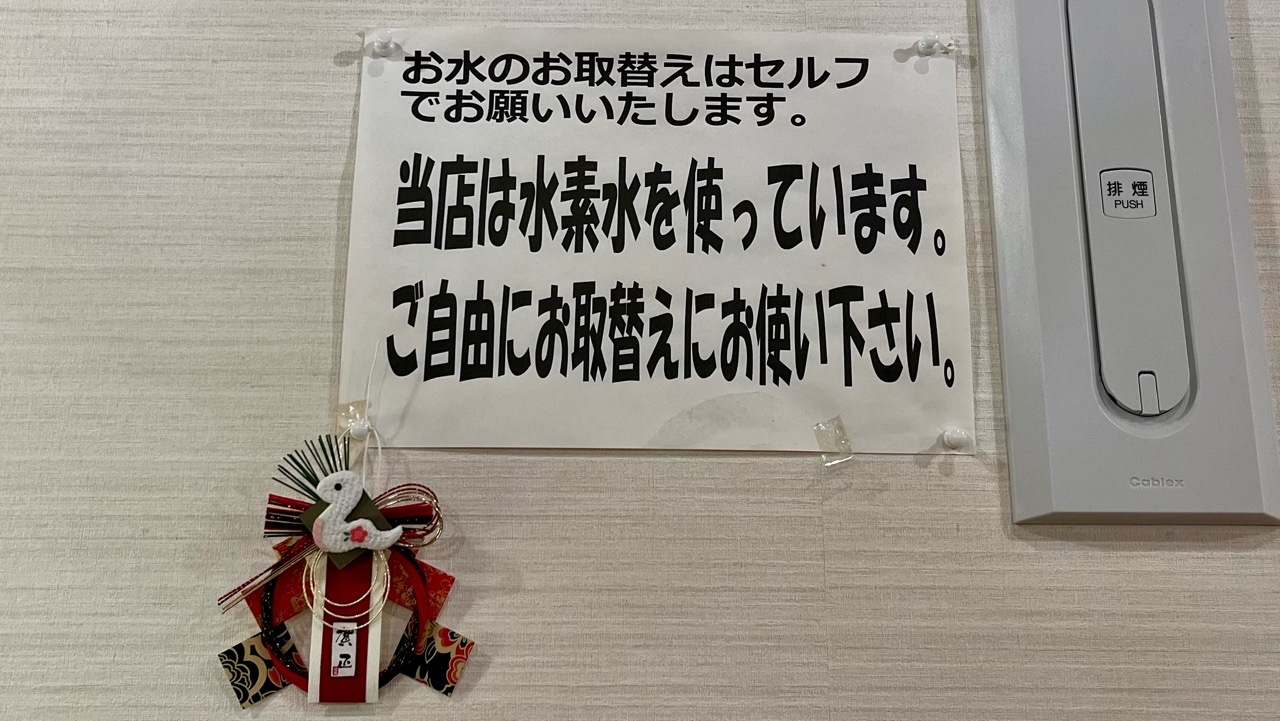 お水のお取替えはセルフ
でお願いいたします。
当店は水素水を使っています。
ご自由にお取替えにお使い下さい。
排煙
PUSH
Cablex
賀正